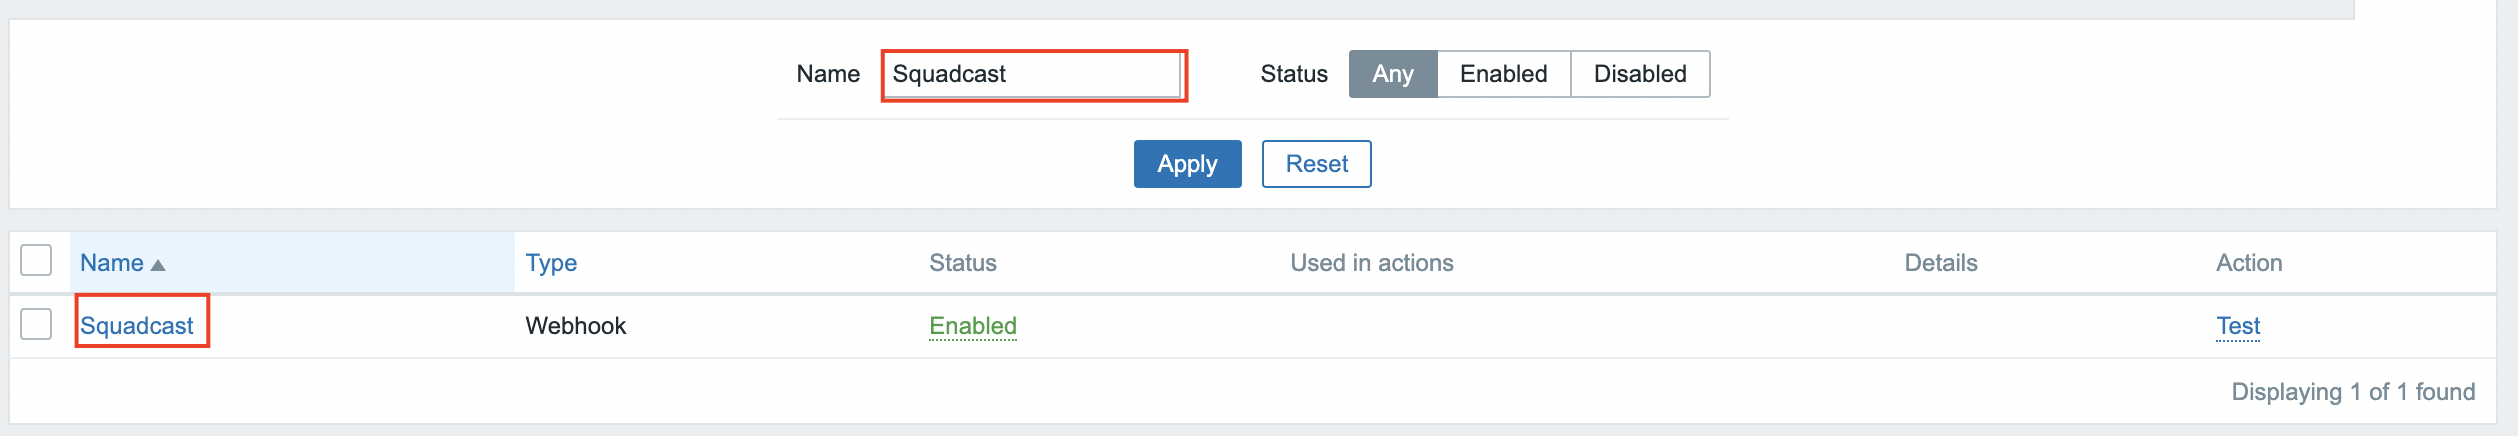 Name Squadcast Status Any Enabled Disabled
Apply Reset
Name Type Status Used in actions Details Action
Squadcast Webhook Enabled Test
Displaying 1 of 1 found